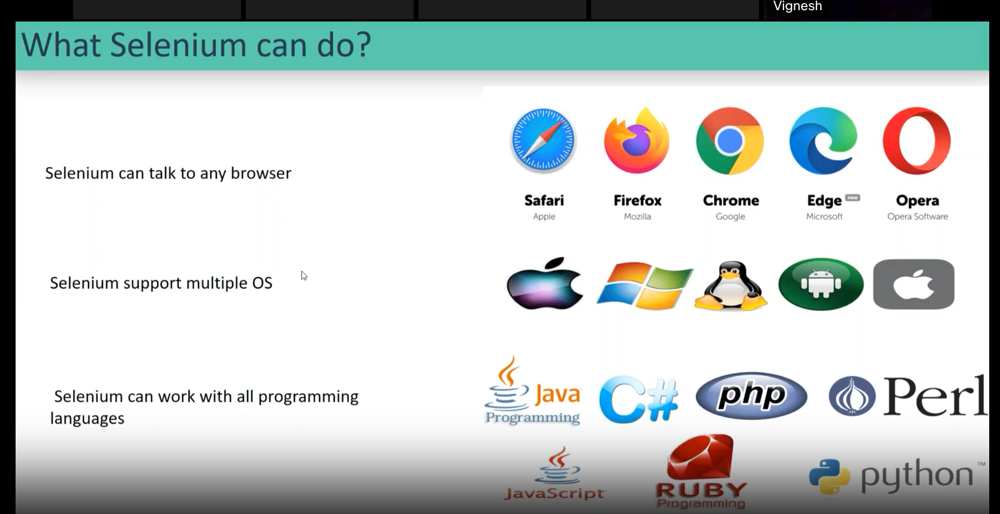 Vignesh
What Selenium can do?
Selenium can talk to any browser
Safari
Apple
Firefox
Mozilla
Chrome
Google
Edge new
Microsoft
Opera
Opera Software
Selenium support multiple OS
Selenium can work with all programming
languages
Java
Programming
C#
php
Perl
JavaScript
RUBY
Programming
python™